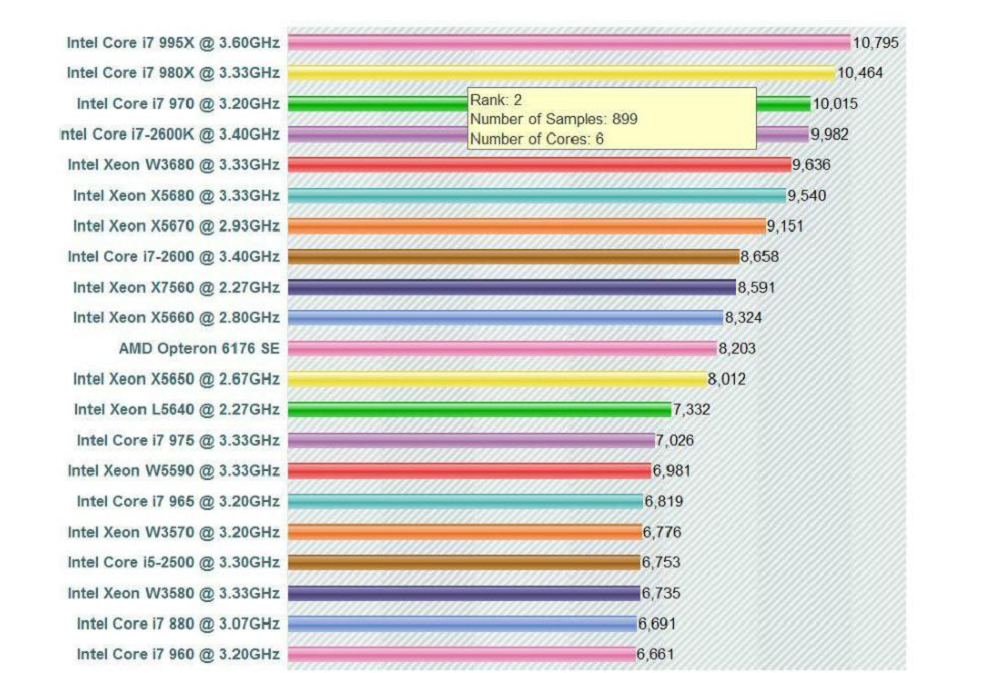 Intel Core i7 995X @ 3.60GHz 10,795
Intel Core i7 980X @ 3.33GHz 10,464
Intel Core i7 970 @ 3.20GHz 10,015
Rank: 2
Number of Samples: 899
Number of Cores: 6
ntel Core i7-2600K @ 3.40GHz 9,982
Intel Xeon W3680 @ 3.33GHz 9,636
Intel Xeon X5680 @ 3.33GHz 9,540
Intel Xeon X5670 @ 2.93GHz 9,151
Intel Core i7-2600 @ 3.40GHz 8,658
Intel Xeon X7560 @ 2.27GHz 8,591
Intel Xeon X5660 @ 2.80GHz 8,324
AMD Opteron 6176 SE 8,203
Intel Xeon X5650 @ 2.67GHz 8,012
Intel Xeon L5640 @ 2.27GHz 7,332
Intel Core i7 975 @ 3.33GHz 7,026
Intel Xeon W5590 @ 3.33GHz 6,981
Intel Core i7 965 @ 3.20GHz 6,819
Intel Xeon W3570 @ 3.20GHz 6,776
Intel Core i5-2500 @ 3.30GHz 6,753
Intel Xeon W3580 @ 3.33GHz 6,735
Intel Core i7 880 @ 3.07GHz 6,691
Intel Core i7 960 @ 3.20GHz 6,661